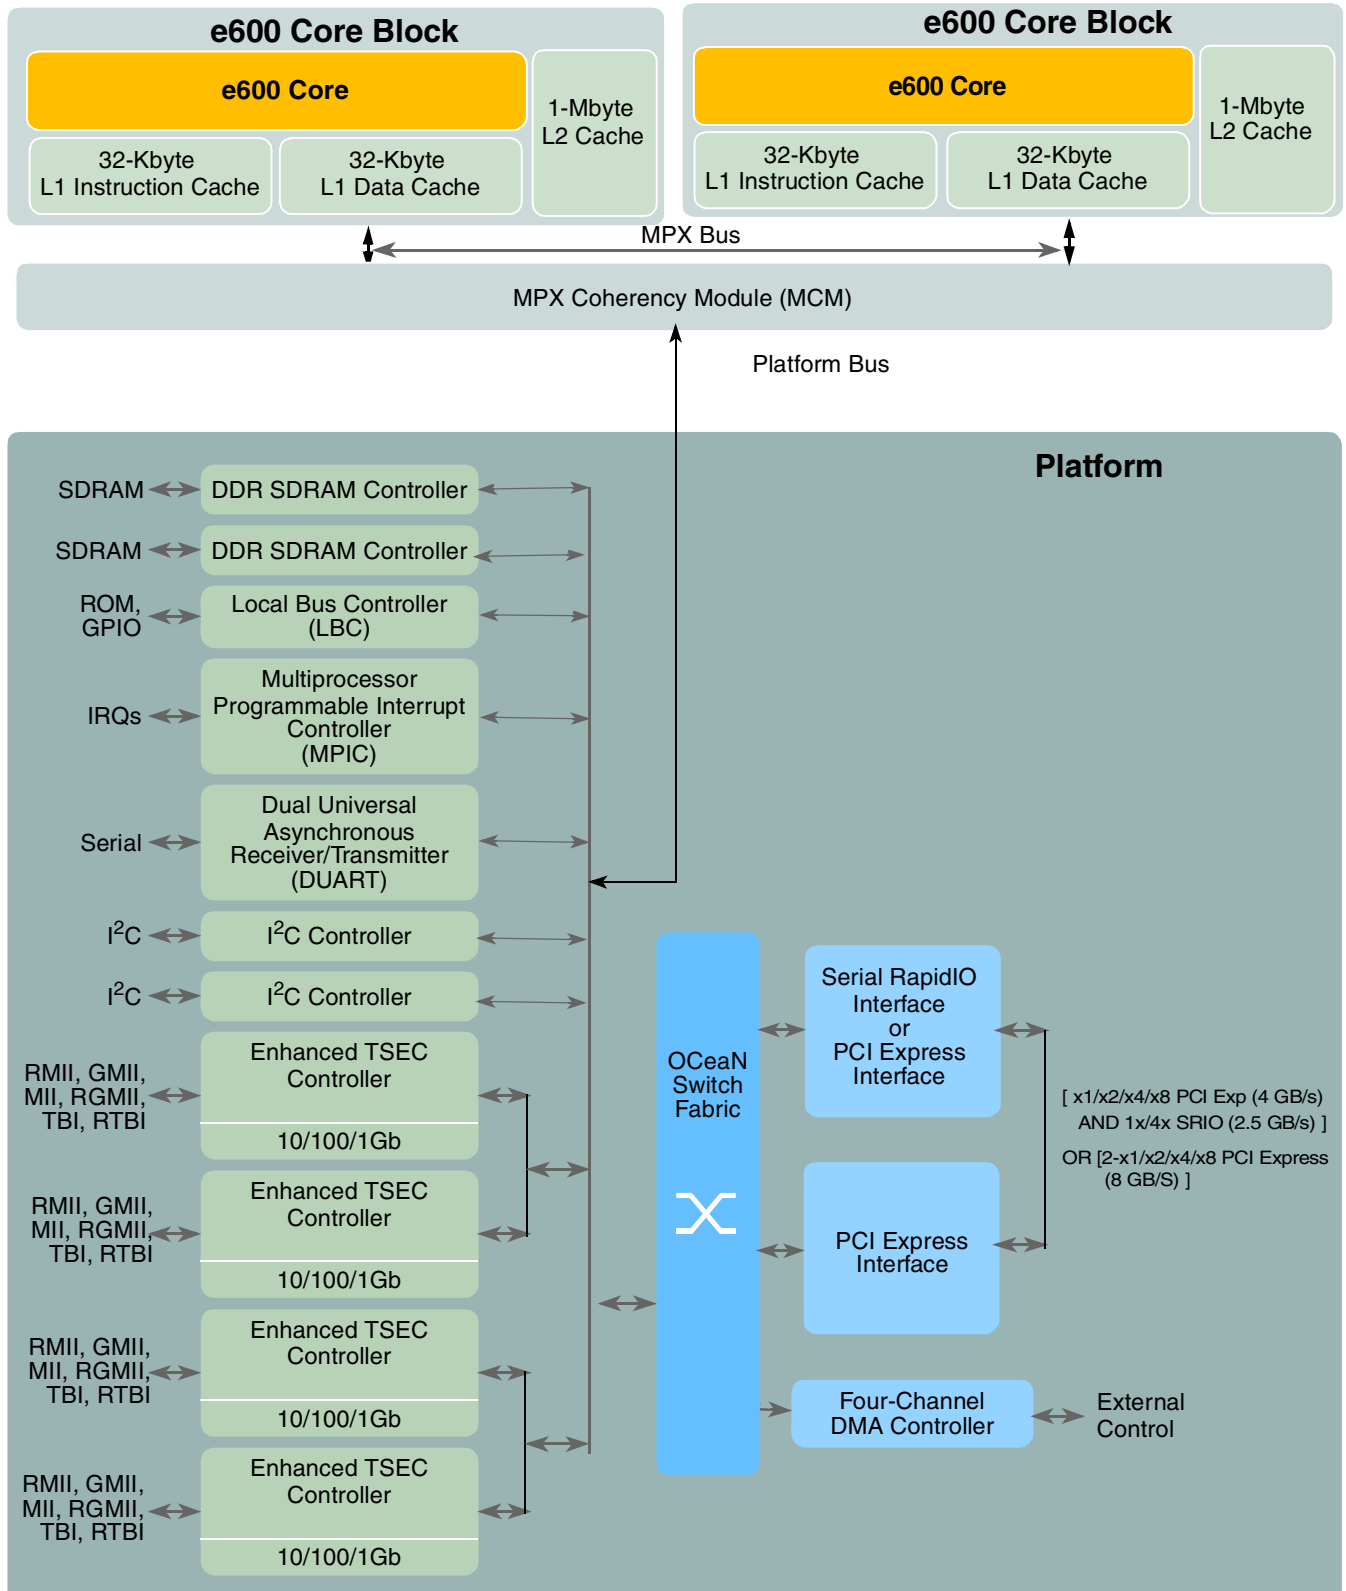 e600 Core Block
e600 Core
1-Mbyte
L2 Cache
32-Kbyte
L1 Instruction Cache
32-Kbyte
L1 Data Cache
e600 Core Block
e600 Core
1-Mbyte
L2 Cache
32-Kbyte
L1 Instruction Cache
32-Kbyte
L1 Data Cache
MPX Bus
MPX Coherency Module (MCM)
Platform Bus
Platform
SDRAM
DDR SDRAM Controller
SDRAM
DDR SDRAM Controller
ROM,
GPIO
Local Bus Controller
(LBC)
IRQs
Multiprocessor
Programmable Interrupt
Controller
(MPIC)
Serial
Dual Universal
Asynchronous
Receiver/Transmitter
(DUART)
I²C
I²C Controller
I²C
I²C Controller
RMII, GMII,
MII, RGMII,
TBI, RTBI
Enhanced TSEC
Controller
10/100/1Gb
RMII, GMII,
MII, RGMII,
TBI, RTBI
Enhanced TSEC
Controller
10/100/1Gb
RMII, GMII,
MII, RGMII,
TBI, RTBI
Enhanced TSEC
Controller
10/100/1Gb
RMII, GMII,
MII, RGMII,
TBI, RTBI
Enhanced TSEC
Controller
10/100/1Gb
OCeaN
Switch
Fabric
Serial RapidIO
Interface
or
PCI Express
Interface
PCI Express
Interface
[ x1/x2/x4/x8 PCI Exp (4 GB/s)
AND 1x/4x SRIO (2.5 GB/s) ]
OR [2-x1/x2/x4/x8 PCI Express
(8 GB/S) ]
Four-Channel
DMA Controller
External
Control